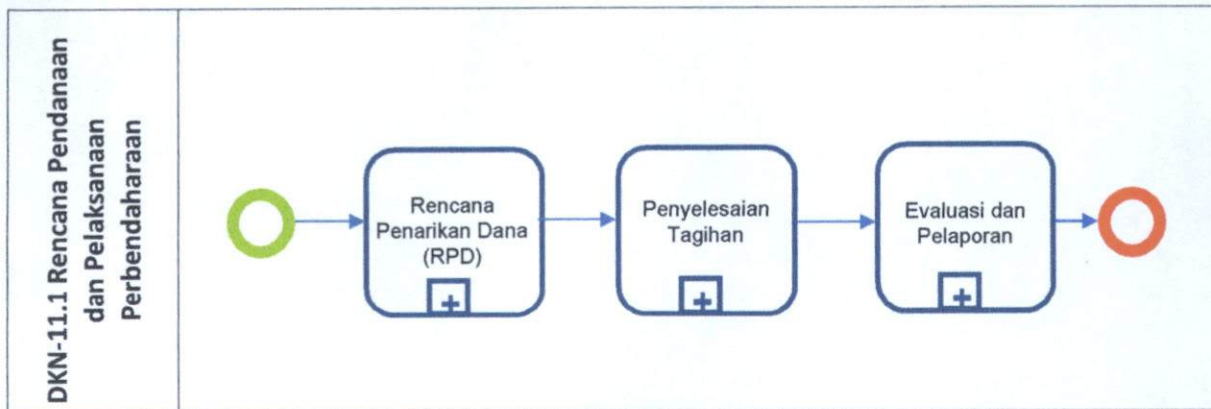 DKN-11.1 Rencana Pendanaan
dan Pelaksanaan
Perbendaharaan
Rencana
Penarikan Dana
(RPD)
Penyelesaian
Tagihan
Evaluasi dan
Pelaporan